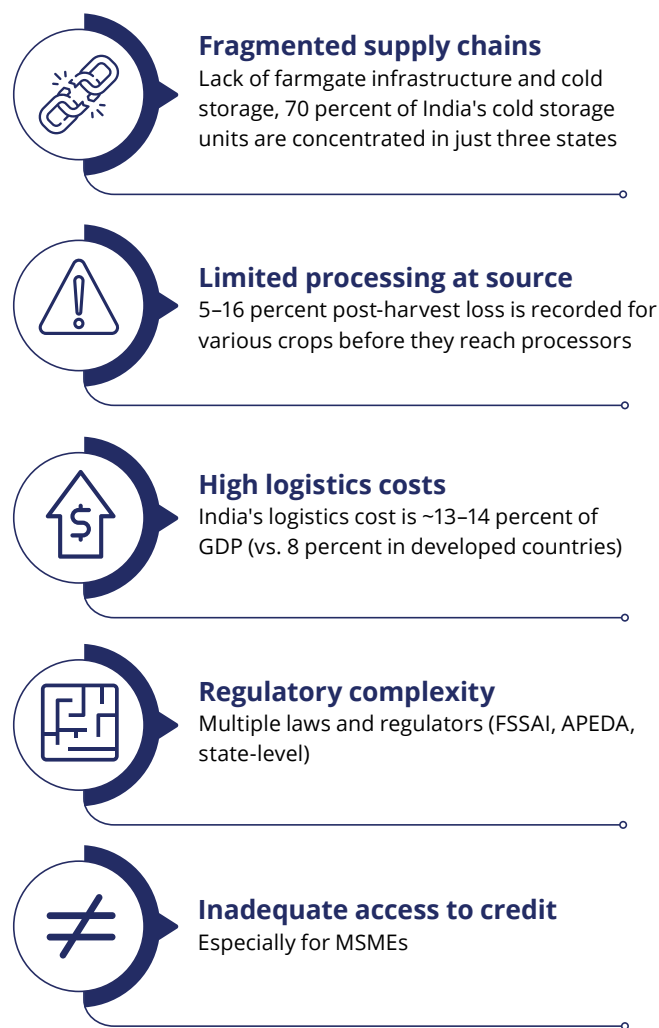 Fragmented supply chains
Lack of farmgate infrastructure and cold
storage, 70 percent of India's cold storage
units are concentrated in just three states
Limited processing at source
5–16 percent post-harvest loss is recorded for
various crops before they reach processors
$
High logistics costs
India's logistics cost is ~13–14 percent of
GDP (vs. 8 percent in developed countries)
Regulatory complexity
Multiple laws and regulators (FSSAI, APEDA,
state-level)
Inadequate access to credit
Especially for MSMEs